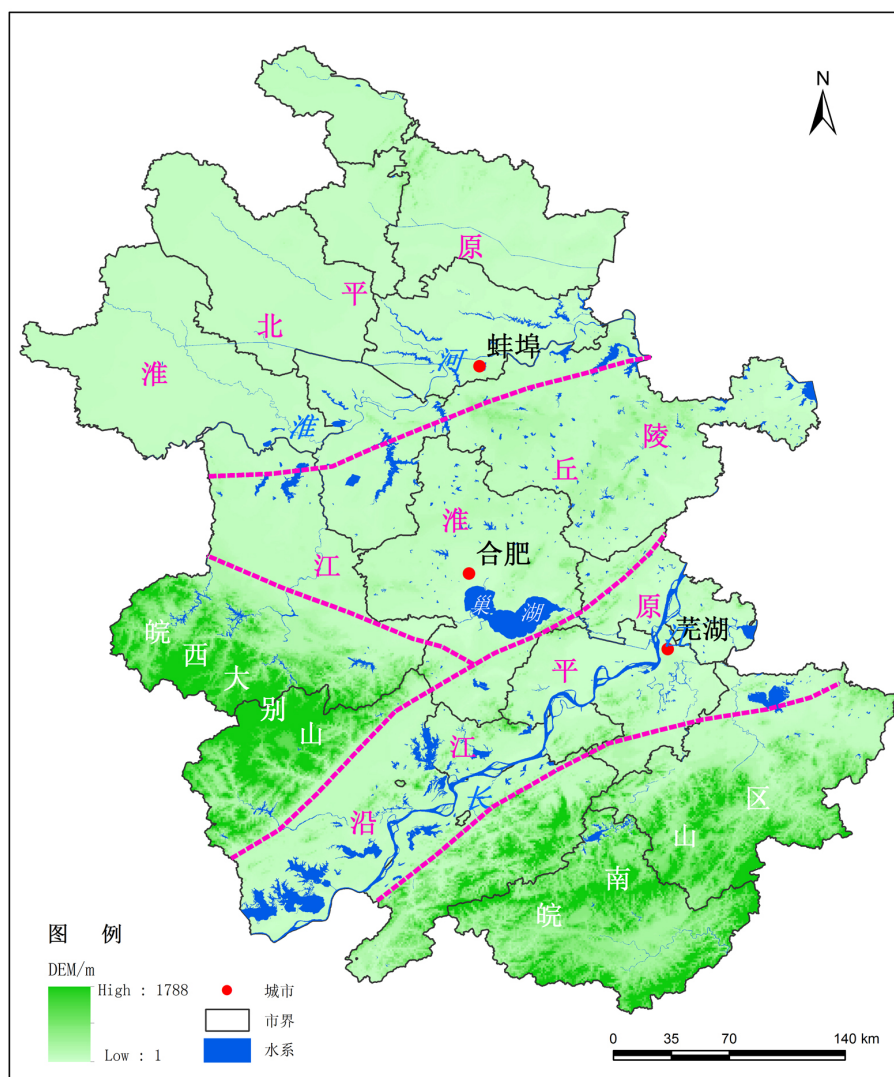 N
淮北平原
淮河
蚌埠
江淮丘陵
合肥
巢湖
芜湖
皖西大别山
沿江平原
长
皖南山区
图 例
DEM/m
High : 1788
Low : 1
城市
市界
水系
0 35 70 140 km